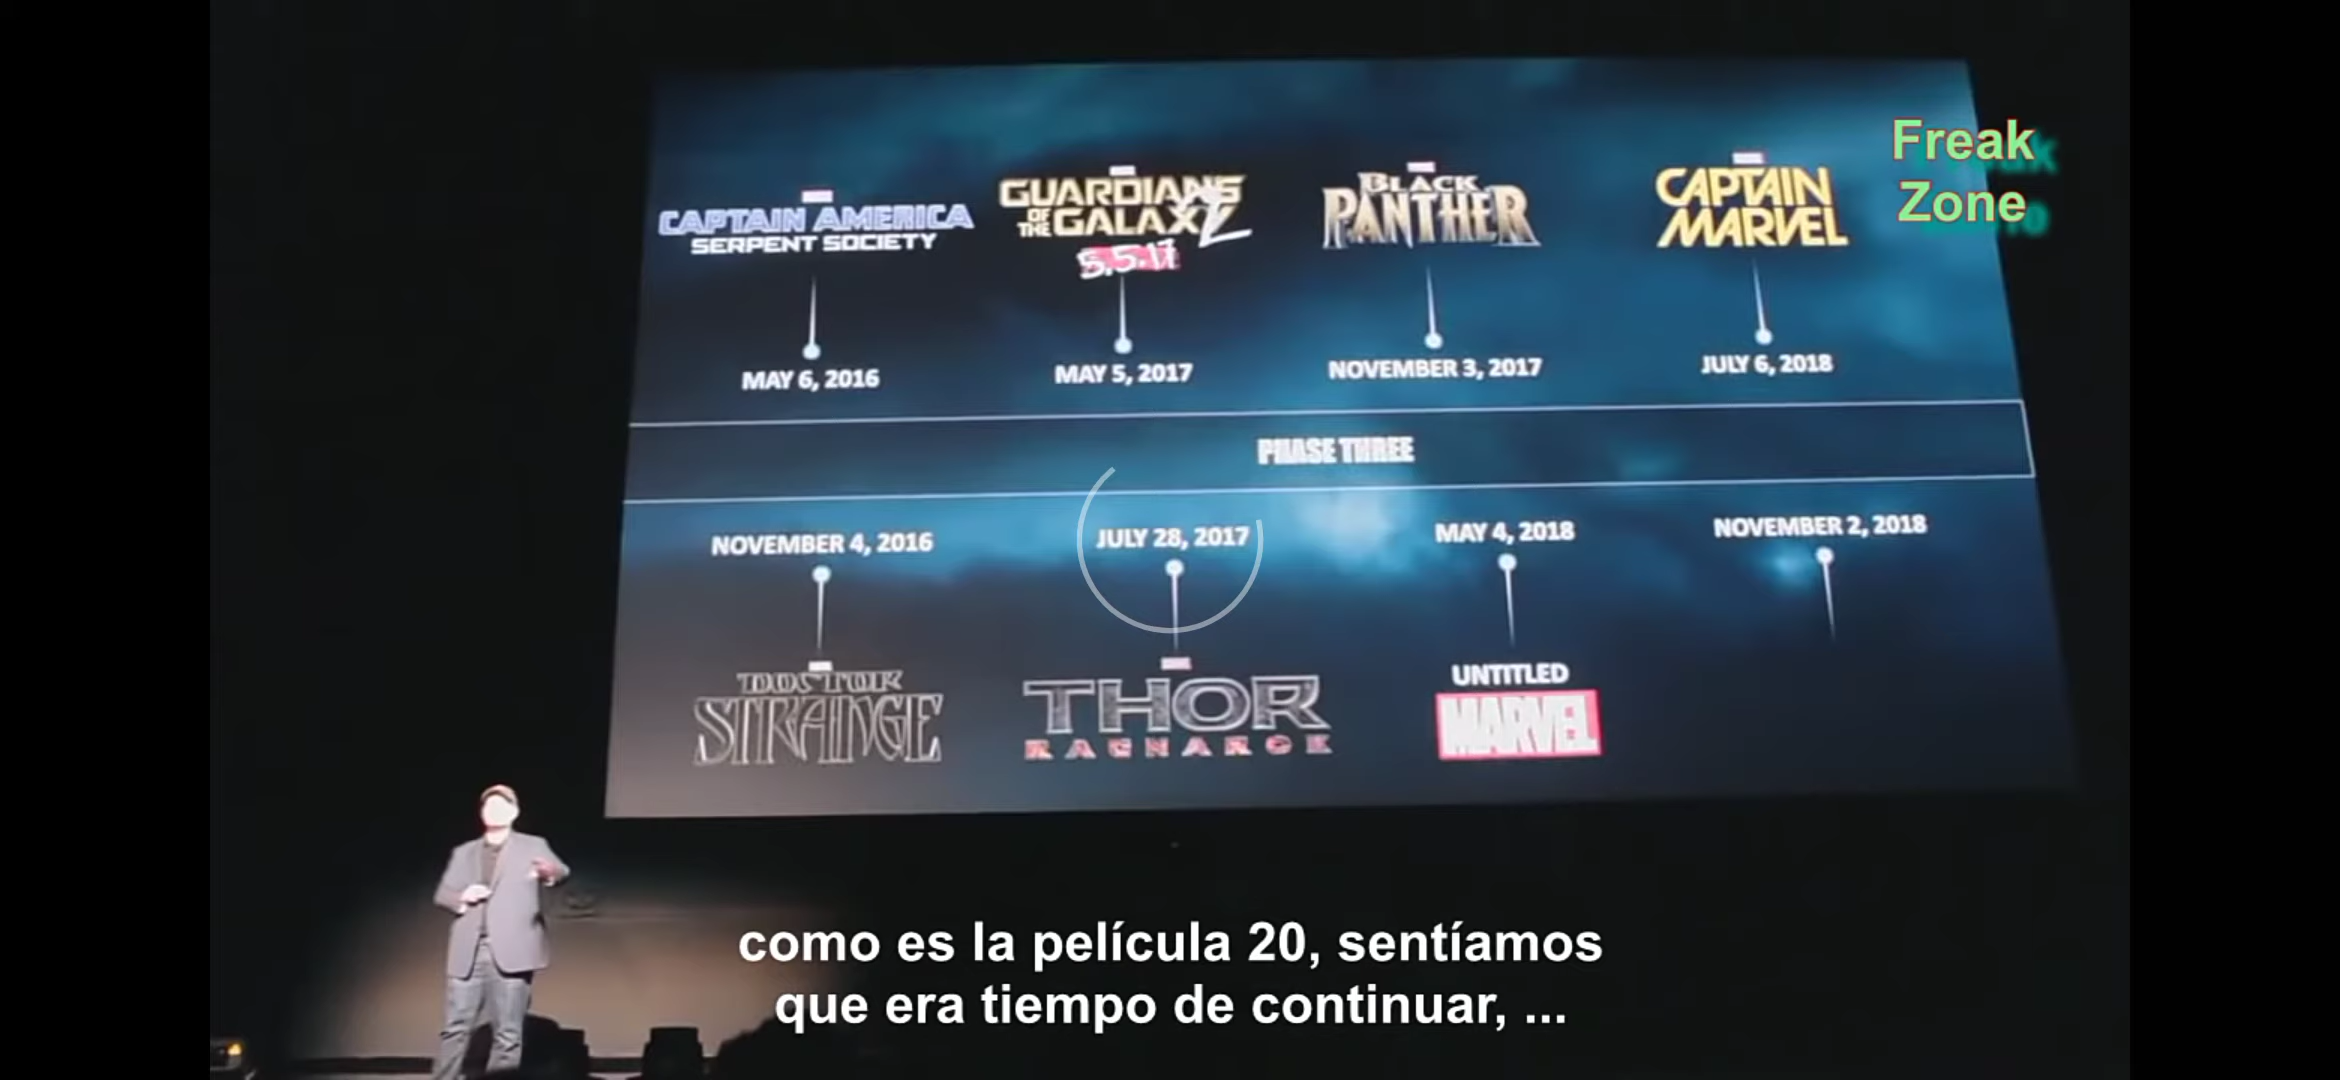 Freak
Zone
CAPTAIN AMERICA
SERPENT SOCIETY
GUARDIANS
OF THE GALAXY
2
5.5.17
BLACK
PANTHER
CAPTAIN
MARVEL
MAY 6, 2016
MAY 5, 2017
NOVEMBER 3, 2017
JULY 6, 2018
PHASE THREE
NOVEMBER 4, 2016
JULY 28, 2017
MAY 4, 2018
NOVEMBER 2, 2018
DOCTOR
STRANGE
THOR
RAGNAROK
UNTITLED
MARVEL
como es la película 20, sentíamos
que era tiempo de continuar, ...